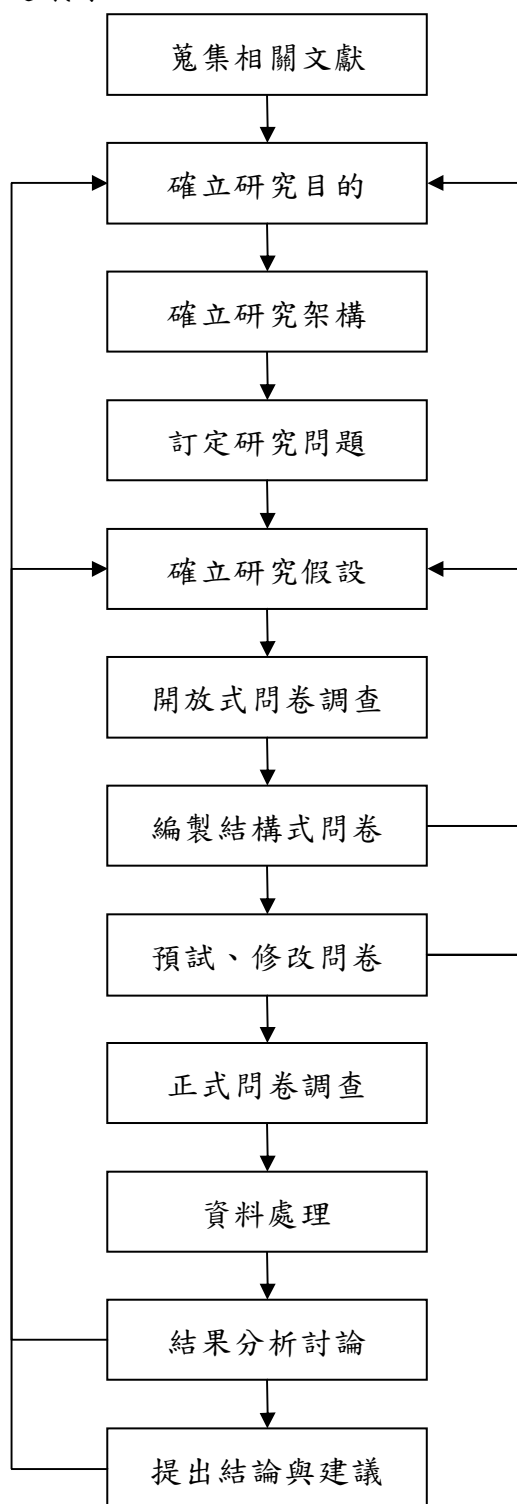 蒐集相關文獻
確立研究目的
確立研究架構
訂定研究問題
確立研究假設
開放式問卷調查
編製結構式問卷
預試、修改問卷
正式問卷調查
資料處理
結果分析討論
提出結論與建議